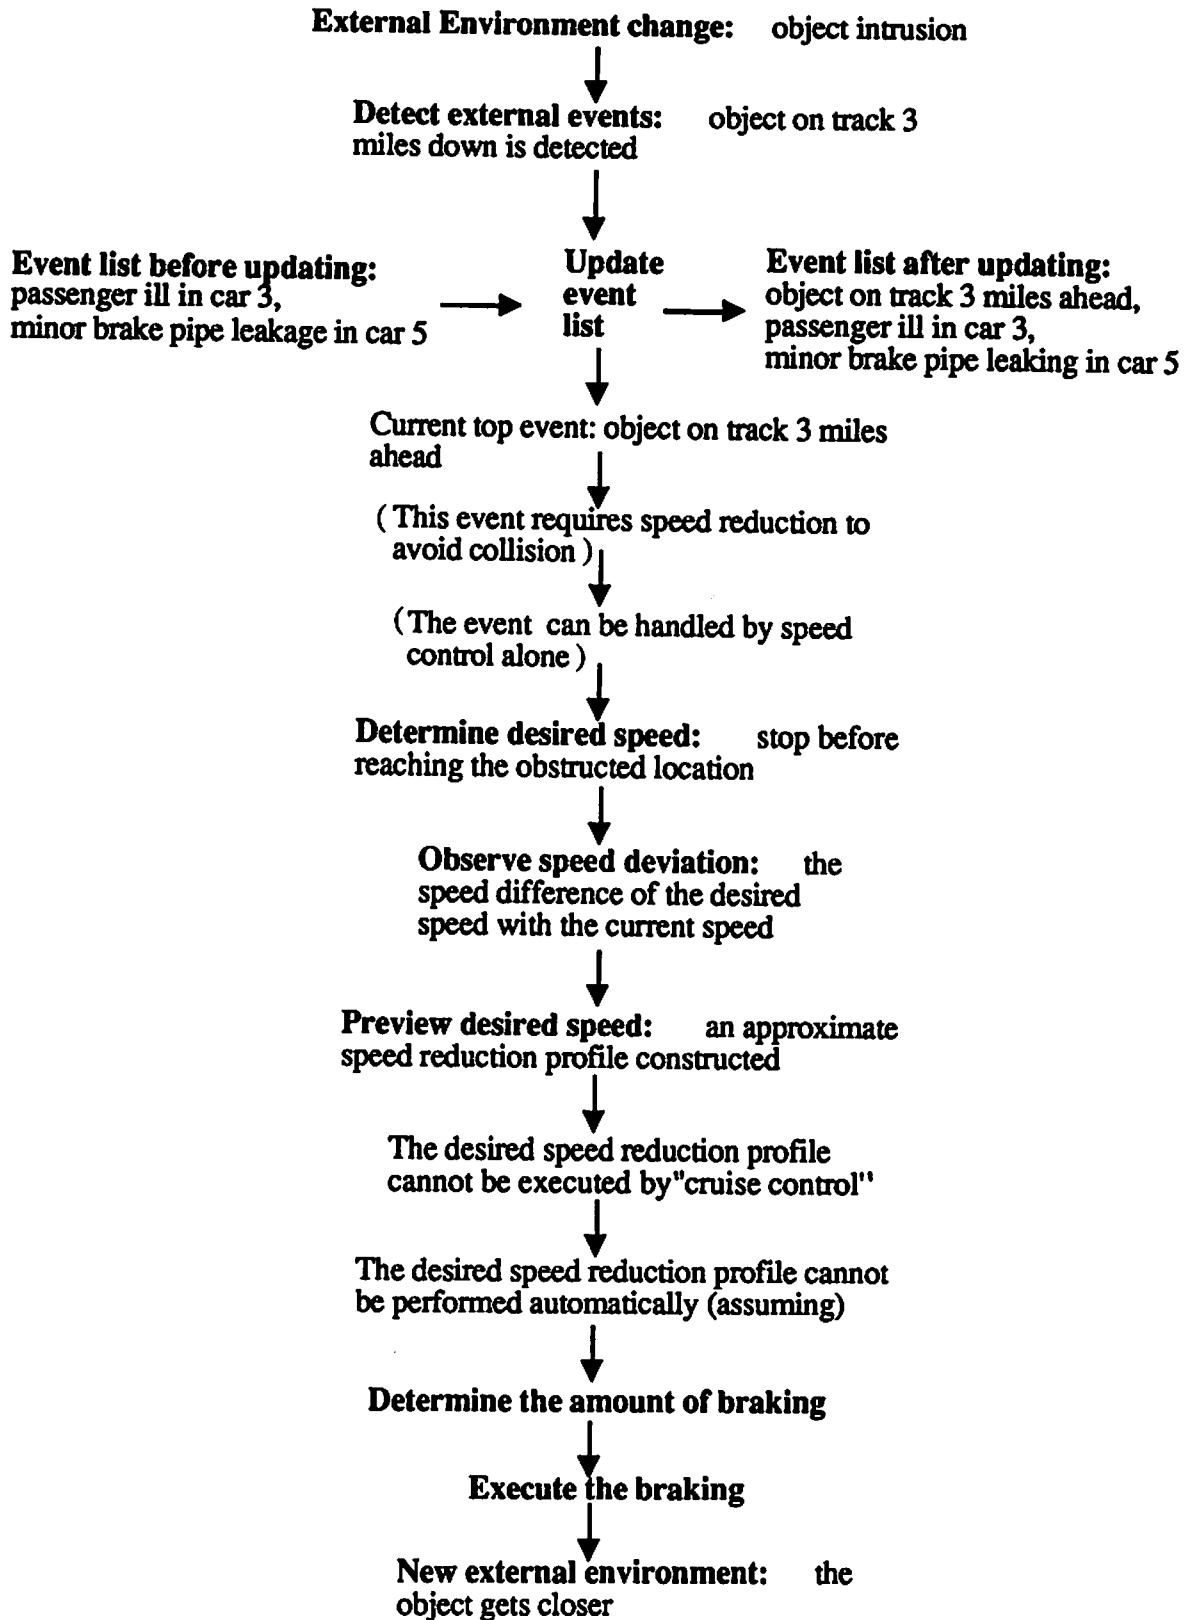 External Environment change: object intrusion
Detect external events: object on track 3
miles down is detected
Event list before updating:
passenger ill in car 3,
minor brake pipe leakage in car 5
Update
event
list
Event list after updating:
object on track 3 miles ahead,
passenger ill in car 3,
minor brake pipe leaking in car 5
Current top event: object on track 3 miles
ahead
( This event requires speed reduction to
avoid collision )
(The event can be handled by speed
control alone )
Determine desired speed: stop before
reaching the obstructed location
Observe speed deviation: the
speed difference of the desired
speed with the current speed
Preview desired speed: an approximate
speed reduction profile constructed
The desired speed reduction profile
cannot be executed by"cruise control"
The desired speed reduction profile cannot
be performed automatically (assuming)
Determine the amount of braking
Execute the braking
New external environment: the
object gets closer